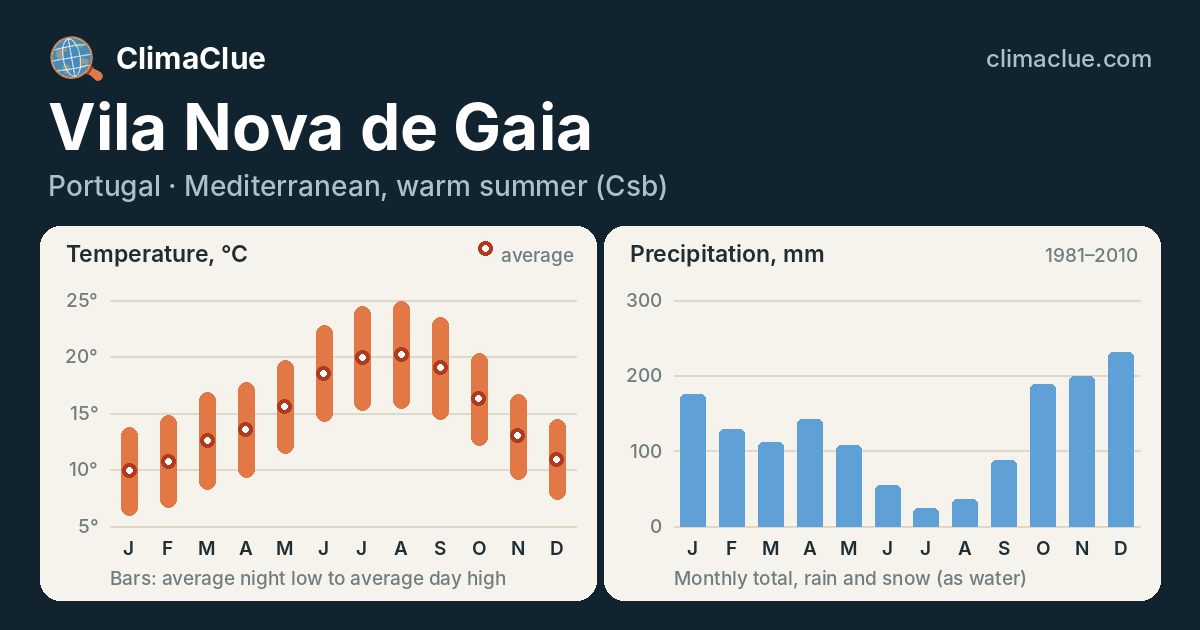 ClimaClue
climaclue.com
Vila Nova de Gaia
Portugal · Mediterranean, warm summer (Csb)
Temperature, °C
average
25°
20°
15°
10°
5°
J F M A M J J A S O N D
Bars: average night low to average day high
Precipitation, mm
1981–2010
300
200
100
0
J F M A M J J A S O N D
Monthly total, rain and snow (as water)